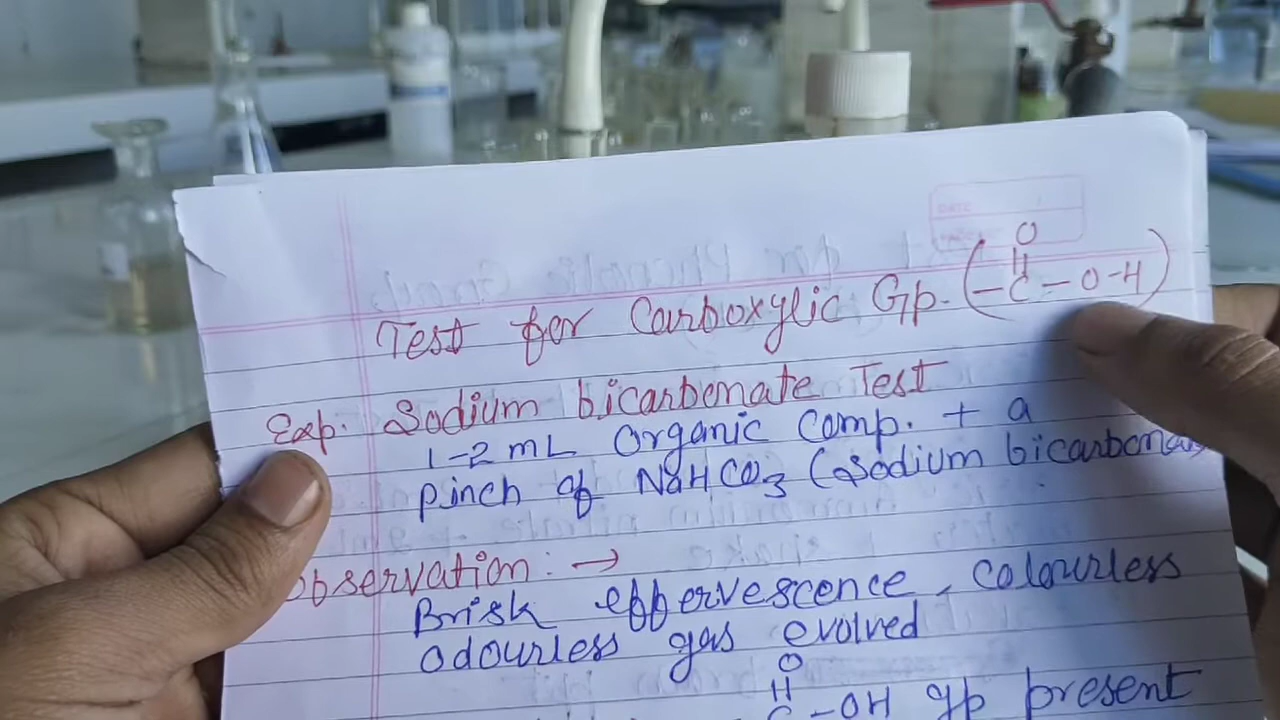 Test for Carboxylic Gp. (-C-O-H)
O
||
Exp. Sodium bicarbonate Test
1-2 mL Organic Comp. + a
pinch of NaHCO3 (Sodium bicarbona
Observation : →
Brisk effervescence, colourless
odourless gas evolved
O
||
C-OH gp present